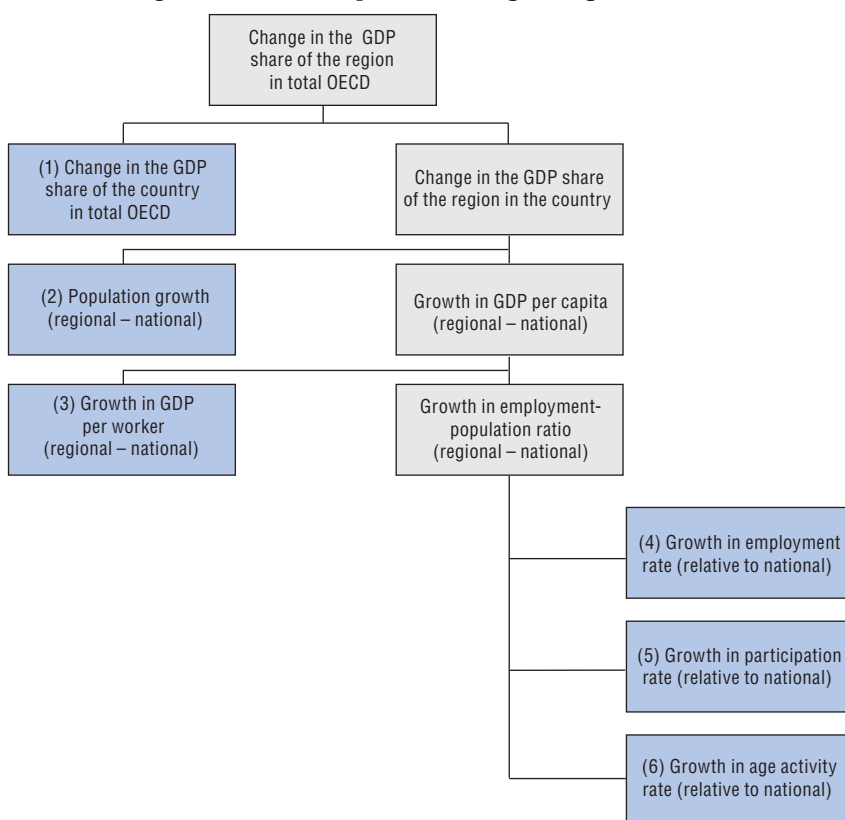 Change in the GDP
share of the region
in total OECD
(1) Change in the GDP
share of the country
in total OECD
Change in the GDP share
of the region in the country
(2) Population growth
(regional – national)
Growth in GDP per capita
(regional – national)
(3) Growth in GDP
per worker
(regional – national)
Growth in employment-
population ratio
(regional – national)
(4) Growth in employment
rate (relative to national)
(5) Growth in participation
rate (relative to national)
(6) Growth in age activity
rate (relative to national)